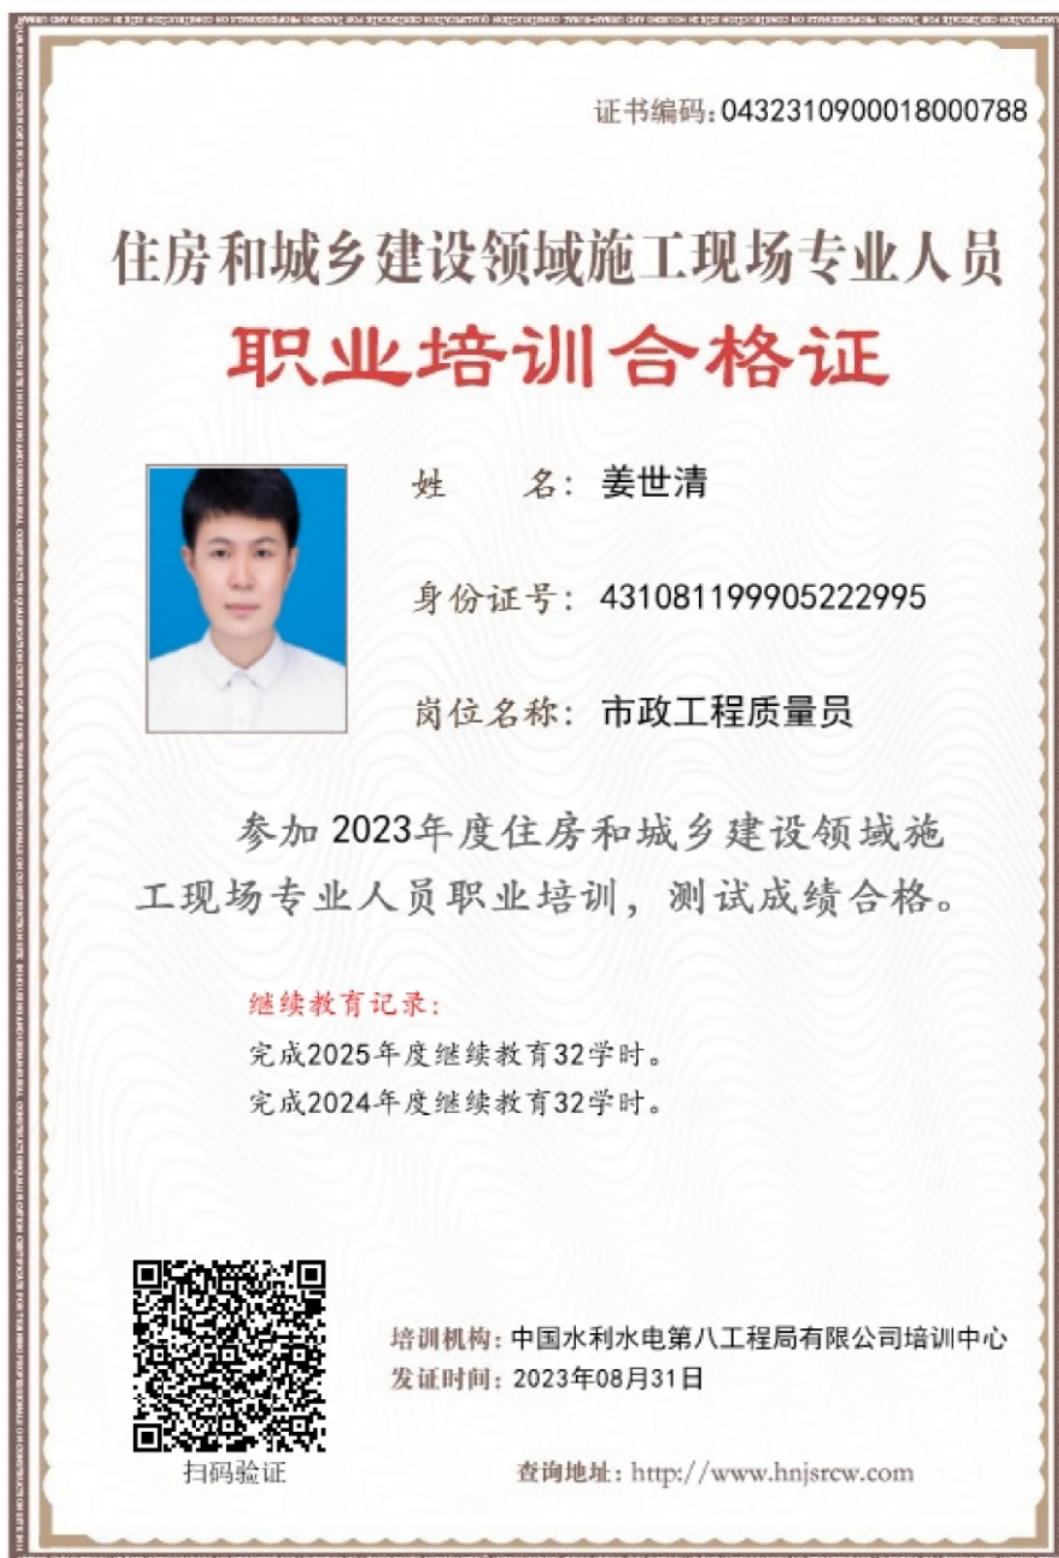 证书编码:0432310900018000788
住房和城乡建设领域施工现场专业人员
职业培训合格证
姓 名: 姜世清
身份证号: 431081199905222995
岗位名称: 市政工程质量员
参加 2023年度住房和城乡建设领域施
工现场专业人员职业培训，测试成绩合格。
继续教育记录:
完成2025年度继续教育32学时。
完成2024年度继续教育32学时。
培训机构: 中国水利水电第八工程局有限公司培训中心
发证时间: 2023年08月31日
扫码验证
查询地址: http://www.hnjsrcw.com